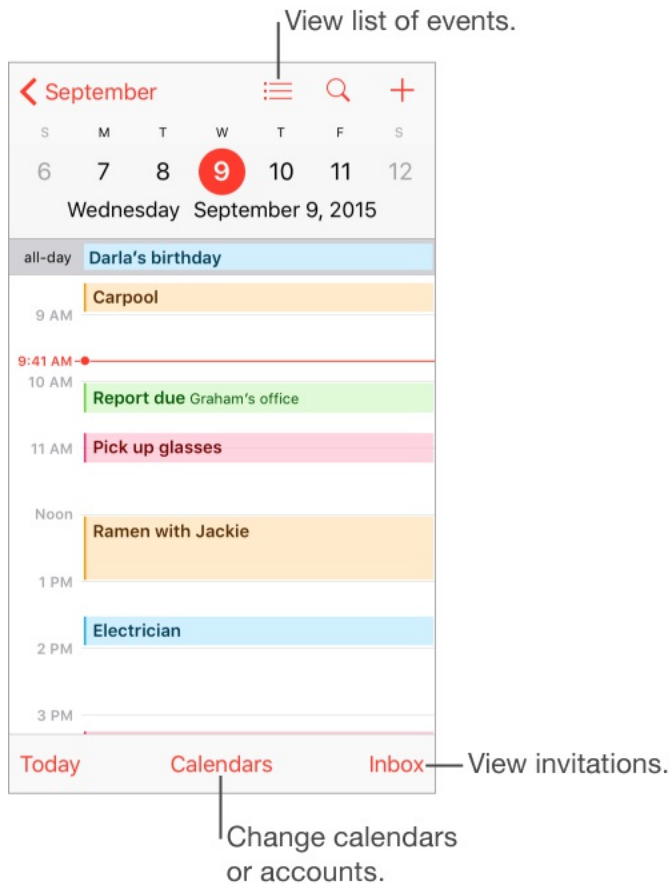 View list of events.
September
S M T W T F S
6 7 8 9 10 11 12
Wednesday September 9, 2015
all-day Darla's birthday
Carpool
9 AM
9:41 AM
10 AM
Report due Graham's office
11 AM Pick up glasses
Noon
Ramen with Jackie
1 PM
Electrician
2 PM
3 PM
Today Calendars Inbox View invitations.
Change calendars
or accounts.